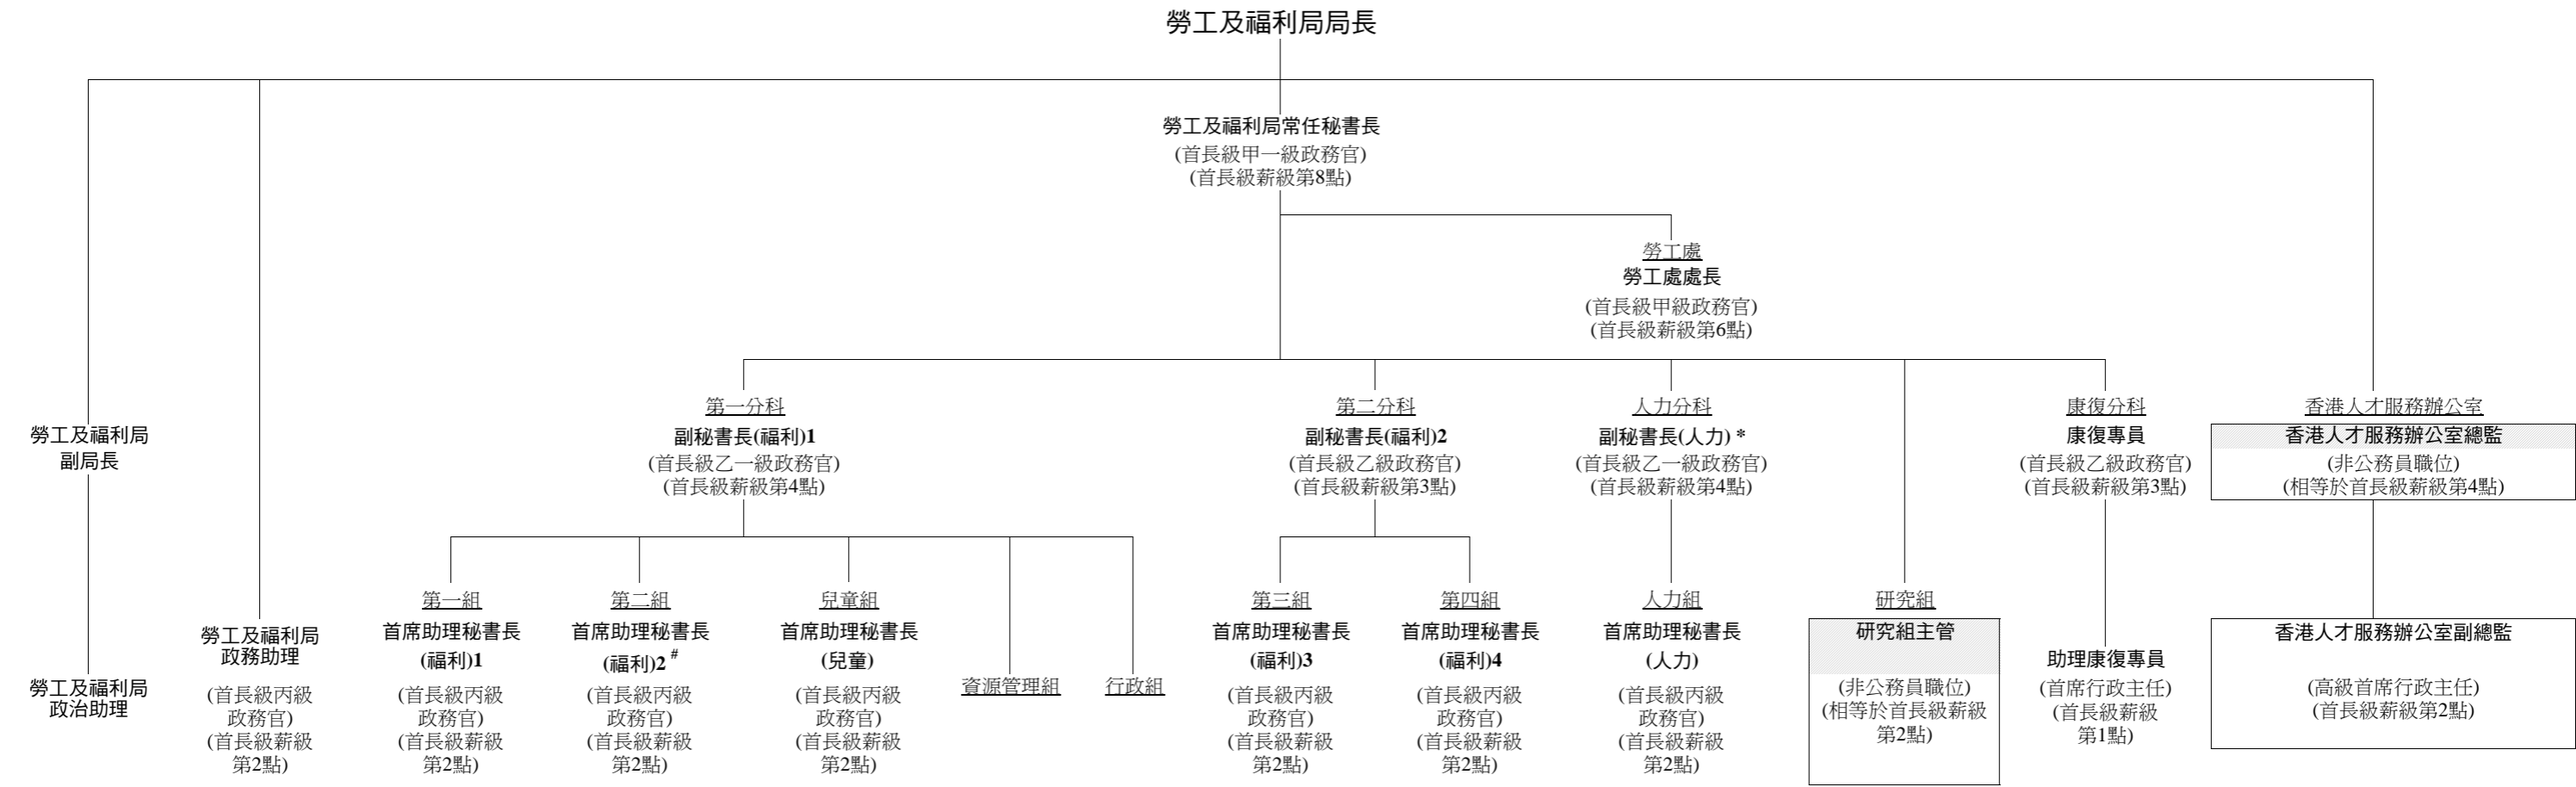 勞工及福利局局長
勞工及福利局常任秘書長
(首長級甲一級政務官)
(首長級薪級第8點)
勞工處
勞工處處長
(首長級甲級政務官)
(首長級薪級第6點)
勞工及福利局
副局長
勞工及福利局
政治助理
勞工及福利局
政務助理
(首長級丙級
政務官)
(首長級薪級
第2點)
第一分科
副秘書長(福利)1
(首長級乙一級政務官)
(首長級薪級第4點)
第一組
首席助理秘書長
(福利)1
(首長級丙級
政務官)
(首長級薪級
第2點)
第二組
首席助理秘書長
(福利)2 #
(首長級丙級
政務官)
(首長級薪級
第2點)
兒童組
首席助理秘書長
(兒童)
(首長級丙級
政務官)
(首長級薪級
第2點)
資源管理組
行政組
第二分科
副秘書長(福利)2
(首長級乙級政務官)
(首長級薪級第3點)
第三組
首席助理秘書長
(福利)3
(首長級丙級
政務官)
(首長級薪級
第2點)
第四組
首席助理秘書長
(福利)4
(首長級丙級
政務官)
(首長級薪級
第2點)
人力分科
副秘書長(人力) *
(首長級乙一級政務官)
(首長級薪級第4點)
人力組
首席助理秘書長
(人力)
(首長級丙級
政務官)
(首長級薪級
第2點)
研究組
研究組主管
(非公務員職位)
(相等於首長級薪級
第2點)
康復分科
康復專員
(首長級乙級政務官)
(首長級薪級第3點)
助理康復專員
(首席行政主任)
(首長級薪級
第1點)
香港人才服務辦公室
香港人才服務辦公室總監
(非公務員職位)
(相等於首長級薪級第4點)
香港人才服務辦公室副總監
(高級首席行政主任)
(首長級薪級第2點)